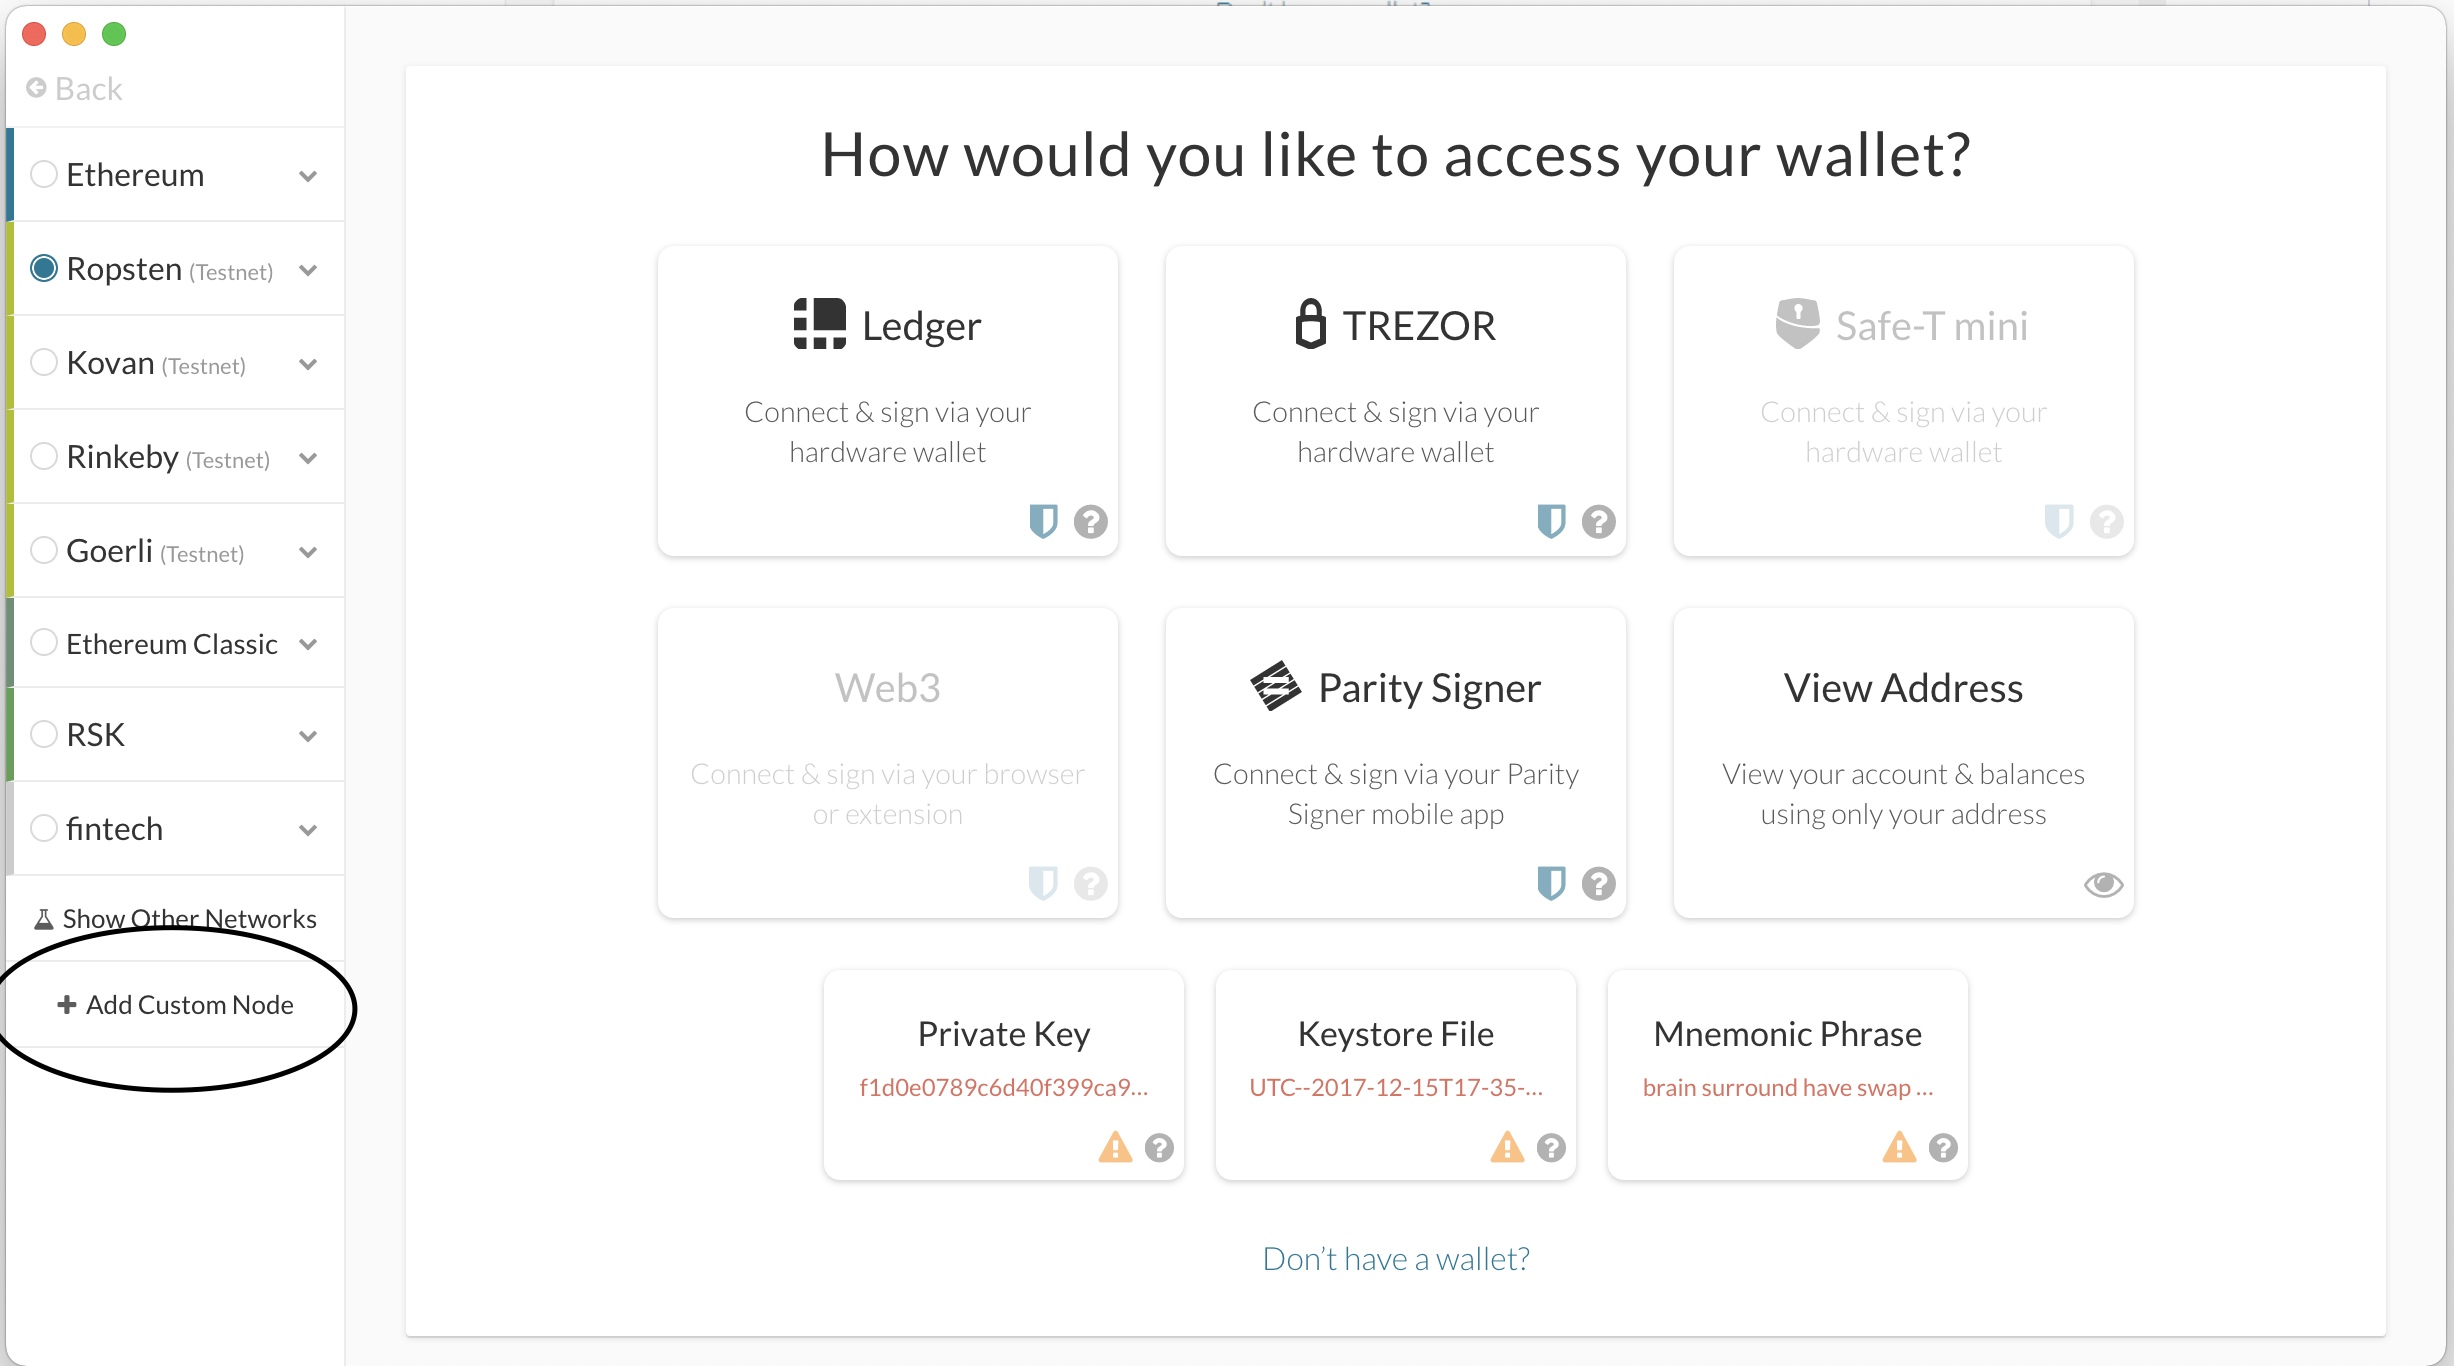 Back
Ethereum
Ropsten (Testnet)
Kovan (Testnet)
Rinkeby (Testnet)
Goerli (Testnet)
Ethereum Classic
RSK
fintech
Show Other Networks
Add Custom Node
How would you like to access your wallet?
Ledger
Connect & sign via your
hardware wallet
TREZOR
Connect & sign via your
hardware wallet
Safe-T mini
Connect & sign via your
hardware wallet
Web3
Connect & sign via your browser
or extension
Parity Signer
Connect & sign via your Parity
Signer mobile app
View Address
View your account & balances
using only your address
Private Key
f1d0e0789c6d40f399ca9...
Keystore File
UTC--2017-12-15T17-35-...
Mnemonic Phrase
brain surround have swap ...
Don't have a wallet?